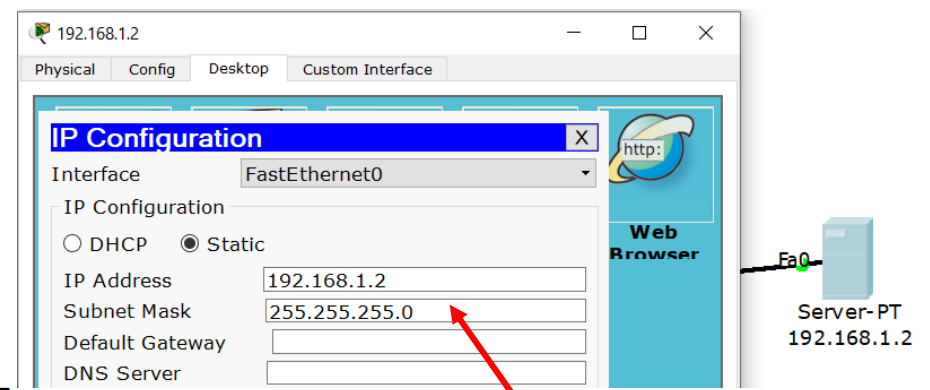 192.168.1.2
Physical Config Desktop Custom Interface
IP Configuration X
http:
Interface FastEthernet0
IP Configuration
DHCP Static
Web
Browser
IP Address 192.168.1.2
Subnet Mask 255.255.255.0
Default Gateway
DNS Server
Fa0
Server-PT
192.168.1.2